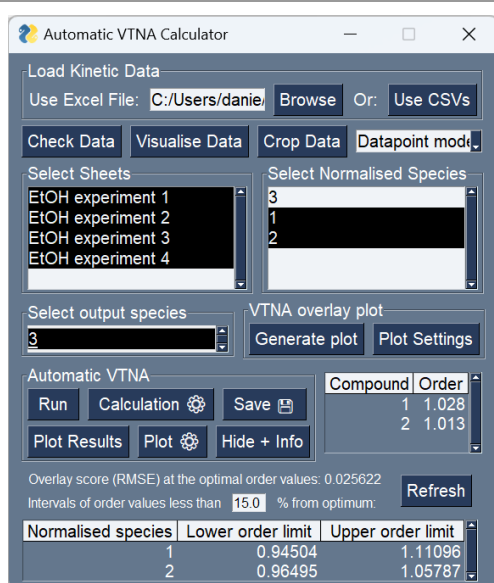 Automatic VTNA Calculator
Load Kinetic Data
Use Excel File: C:/Users/danie/ Browse Or: Use CSVs
Check Data Visualise Data Crop Data Datapoint mode
Select Sheets Select Normalised Species
EtOH experiment 1 3
EtOH experiment 2 1
EtOH experiment 3 2
EtOH experiment 4
Select output species VTNA overlay plot
3 Generate plot Plot Settings
Automatic VTNA Compound Order
Run Calculation Save 1 1.028
Plot Results Plot Hide + Info 2 1.013
Overlay score (RMSE) at the optimal order values: 0.025622
Intervals of order values less than 15.0 % from optimum: Refresh
Normalised species Lower order limit Upper order limit
1 0.94504 1.11096
2 0.96495 1.05787